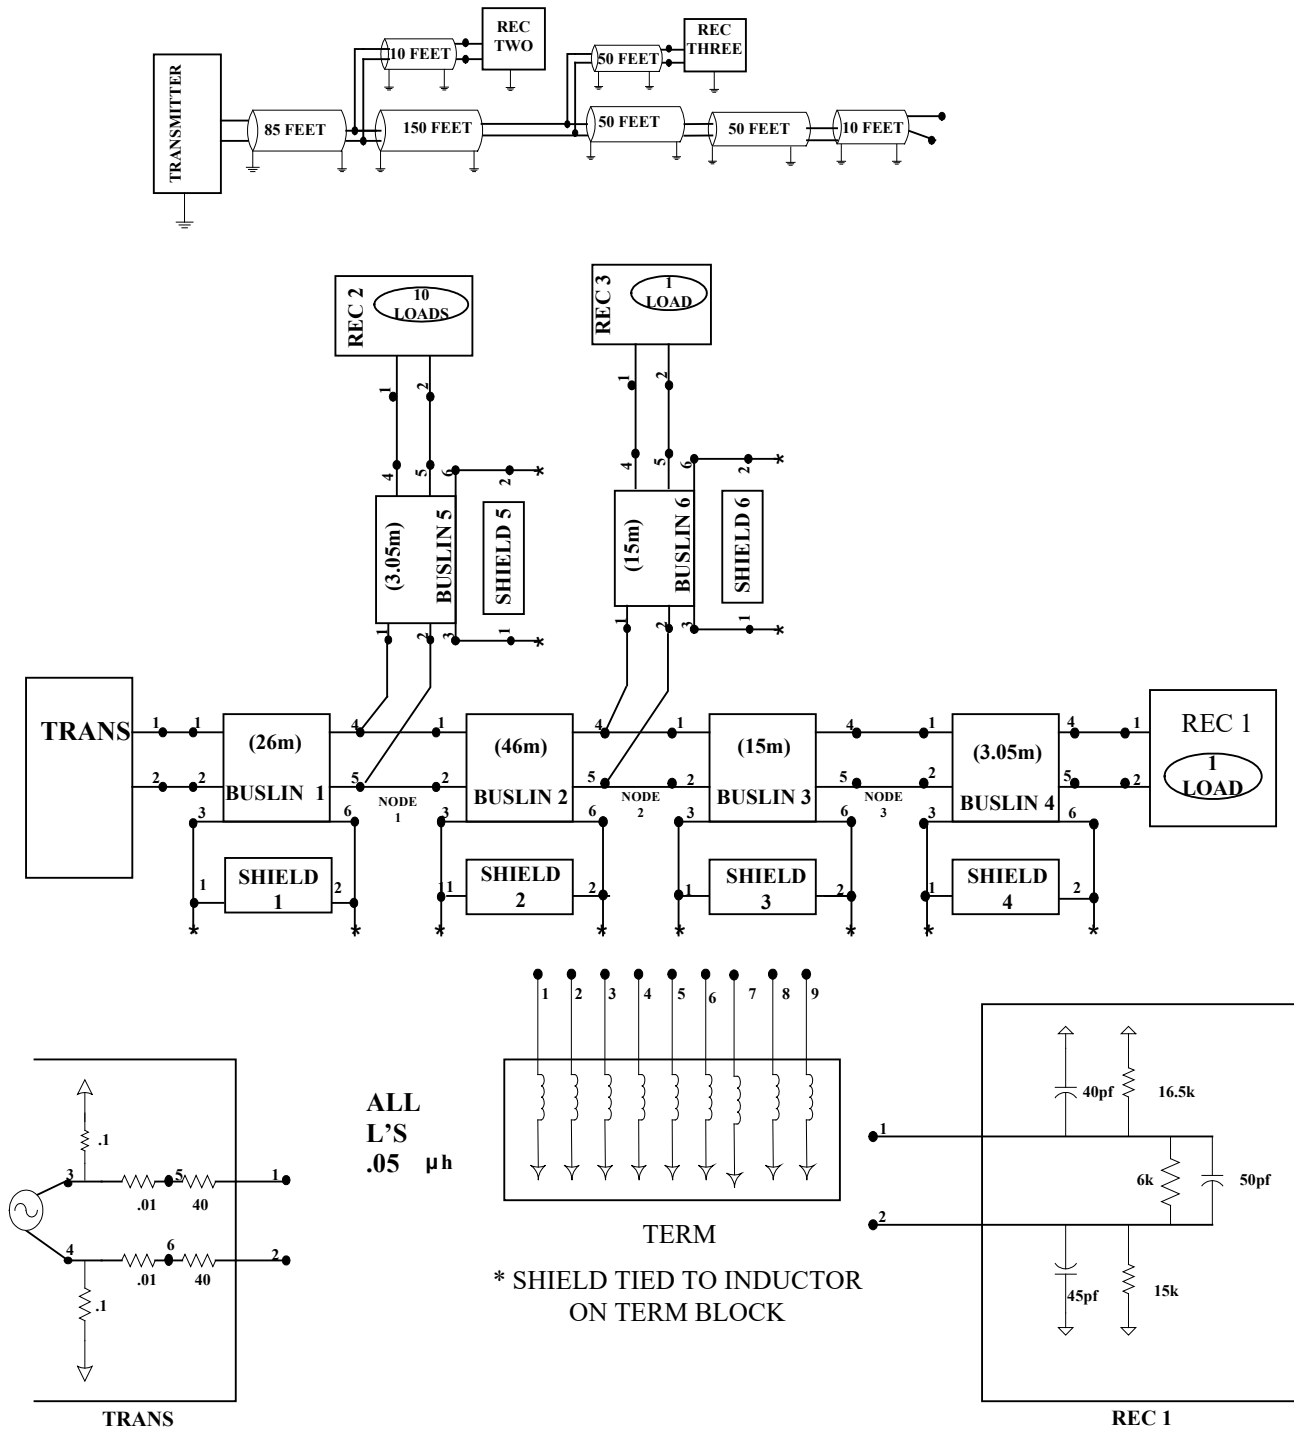 REC
TWO
REC
THREE
10 FEET
50 FEET
TRANSMITTER
85 FEET
150 FEET
50 FEET
50 FEET
10 FEET
REC 2
10
LOADS
REC 3
1
LOAD
1
2
1
2
4
5
6
2
4
5
6
2
(3.05m)
BUSLIN 5
SHIELD 5
(15m)
BUSLIN 6
SHIELD 6
1
2
3
1
1
2
3
1
*
*
*
*
TRANS
1
1
(26m)
4
1
(46m)
4
1
(15m)
4
1
(3.05m)
4
1
REC 1
1
LOAD
2
2
BUSLIN 1
5
NODE
1
2
BUSLIN 2
5
NODE
2
2
BUSLIN 3
5
NODE
3
2
BUSLIN 4
5
2
3
6
3
6
3
6
3
6
1
SHIELD
1
2
11
SHIELD
2
2
1
SHIELD
3
2
1
SHIELD
4
2
* * * * * * * *
1 2 3 4 5 6 7 8 9
ALL
L'S
.05 µh
TERM
* SHIELD TIED TO INDUCTOR
ON TERM BLOCK
.1
3
5
1
.01
40
4
6
2
.01
40
.1
TRANS
40pf
16.5k
1
6k
50pf
2
45pf
15k
REC 1